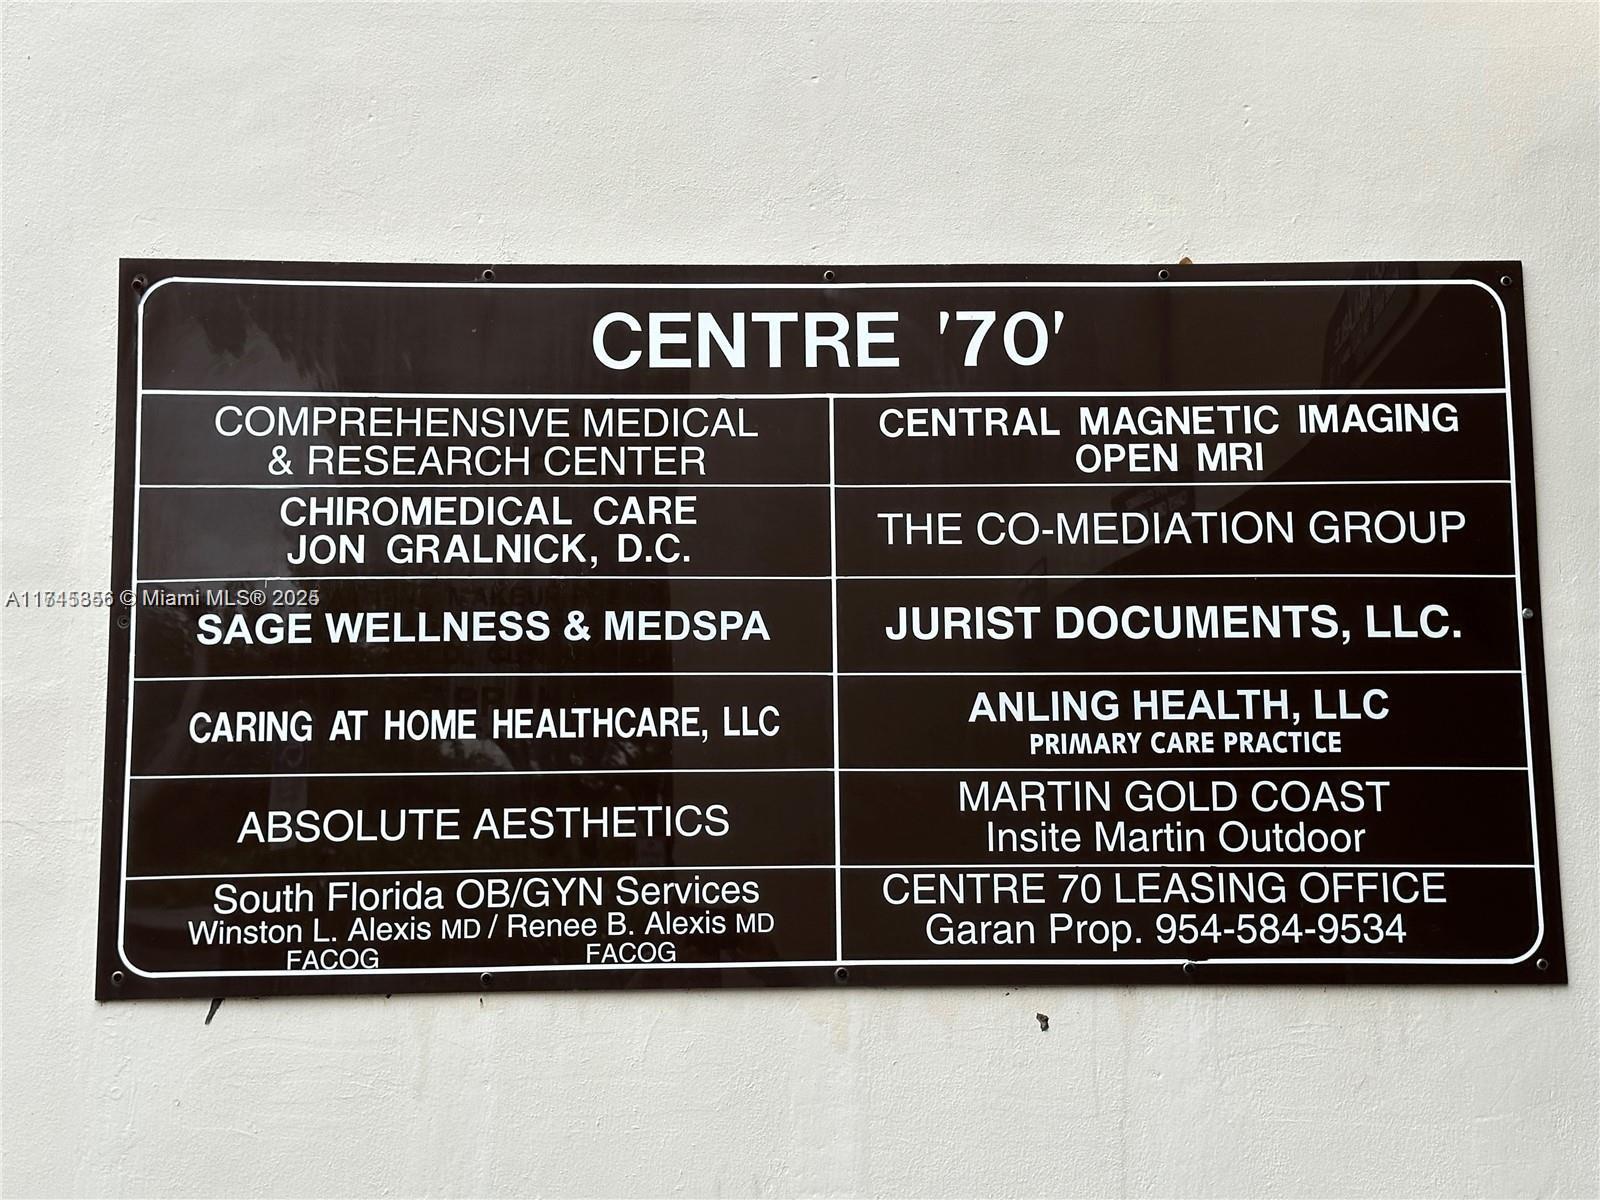 CENTRE '70'
COMPREHENSIVE MEDICAL
& RESEARCH CENTER
CHIROMEDICAL CARE
JON GRALNICK, D.C.
SAGE WELLNESS & MEDSPA
CARING AT HOME HEALTHCARE, LLC
ABSOLUTE AESTHETICS
South Florida OB/GYN Services
Winston L. Alexis MD / Renee B. Alexis MD
FACOG FACOG
CENTRAL MAGNETIC IMAGING
OPEN MRI
THE CO-MEDIATION GROUP
JURIST DOCUMENTS, LLC.
ANLING HEALTH, LLC
PRIMARY CARE PRACTICE
MARTIN GOLD COAST
Insite Martin Outdoor
CENTRE 70 LEASING OFFICE
Garan Prop. 954-584-9534
© Miami MLS®